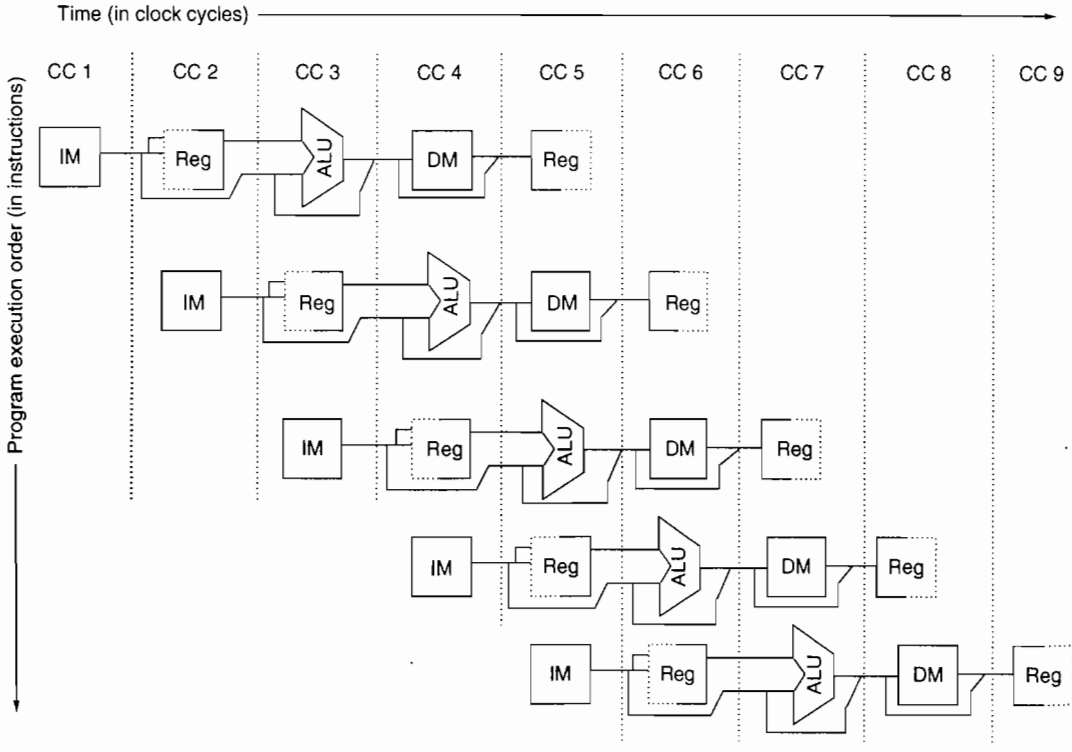 Time (in clock cycles)
CC 1 CC 2 CC 3 CC 4 CC 5 CC 6 CC 7 CC 8 CC 9
Program execution order (in instructions)
IM Reg ALU DM Reg
IM Reg ALU DM Reg
IM Reg ALU DM Reg
IM Reg ALU DM Reg
IM Reg ALU DM Reg